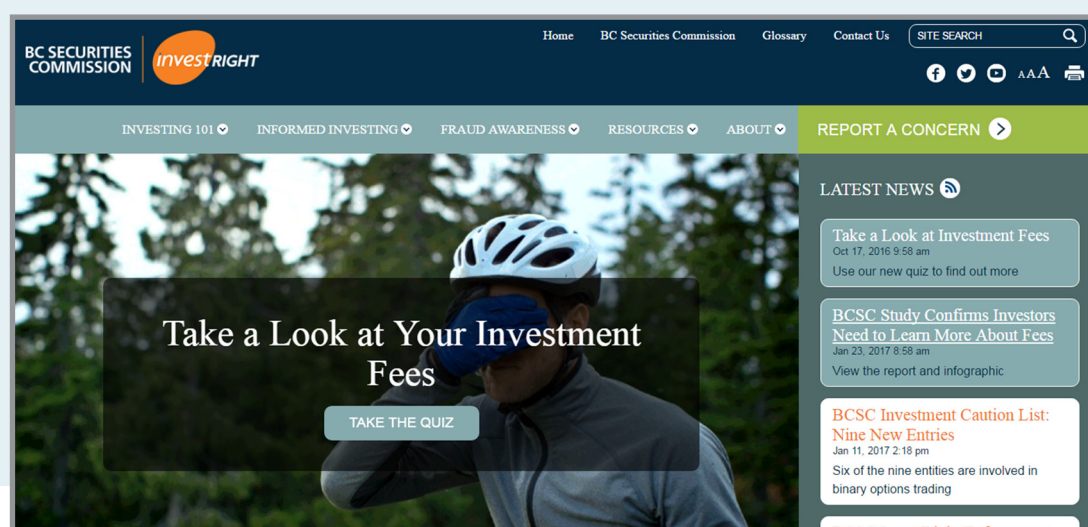 BC SECURITIES
COMMISSION
investRIGHT
Home
BC Securities Commission
Glossary
Contact Us
SITE SEARCH
AAA
INVESTING 101
INFORMED INVESTING
FRAUD AWARENESS
RESOURCES
ABOUT
REPORT A CONCERN
Take a Look at Your Investment
Fees
TAKE THE QUIZ
LATEST NEWS
Take a Look at Investment Fees
Oct 17, 2016 9:58 am
Use our new quiz to find out more
BCSC Study Confirms Investors
Need to Learn More About Fees
Jan 23, 2017 8:58 am
View the report and infographic
BCSC Investment Caution List:
Nine New Entries
Jan 11, 2017 2:18 pm
Six of the nine entities are involved in
binary options trading